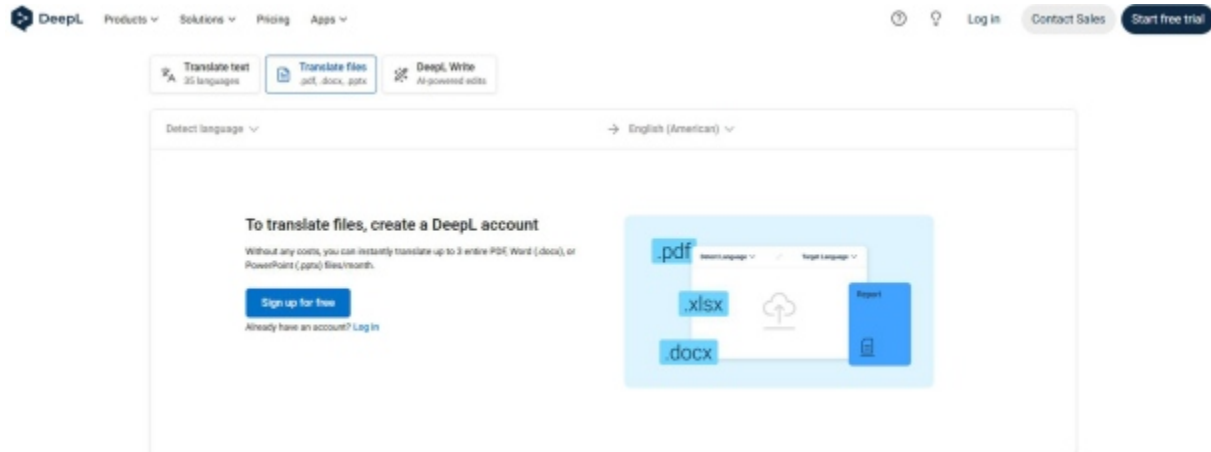 DeepL
Products
Solutions
Pricing
Apps
Log in
Contact Sales
Start free trial
Translate text
35 languages
Translate files
.pdf, .docx, .pptx
DeepL Write
AI-powered edits
Detect language
English (American)
To translate files, create a DeepL account
Without any costs, you can instantly translate up to 3 entire PDF, Word (.docx), or
PowerPoint (.pptx) files/month.
Sign up for free
Already have an account? Log in
.pdf
Detect Language
Target Language
.xlsx
Report
.docx